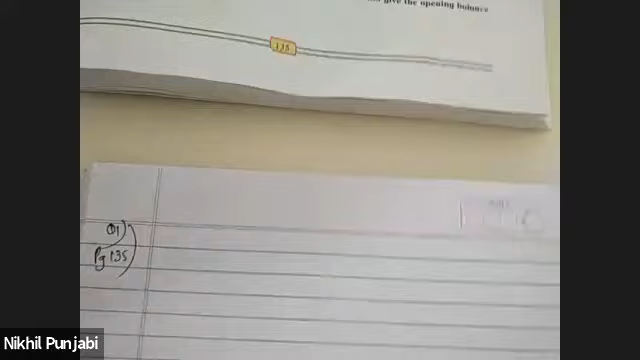 give the opening balance
135
Q1)
Pg 135
Nikhil Punjabi